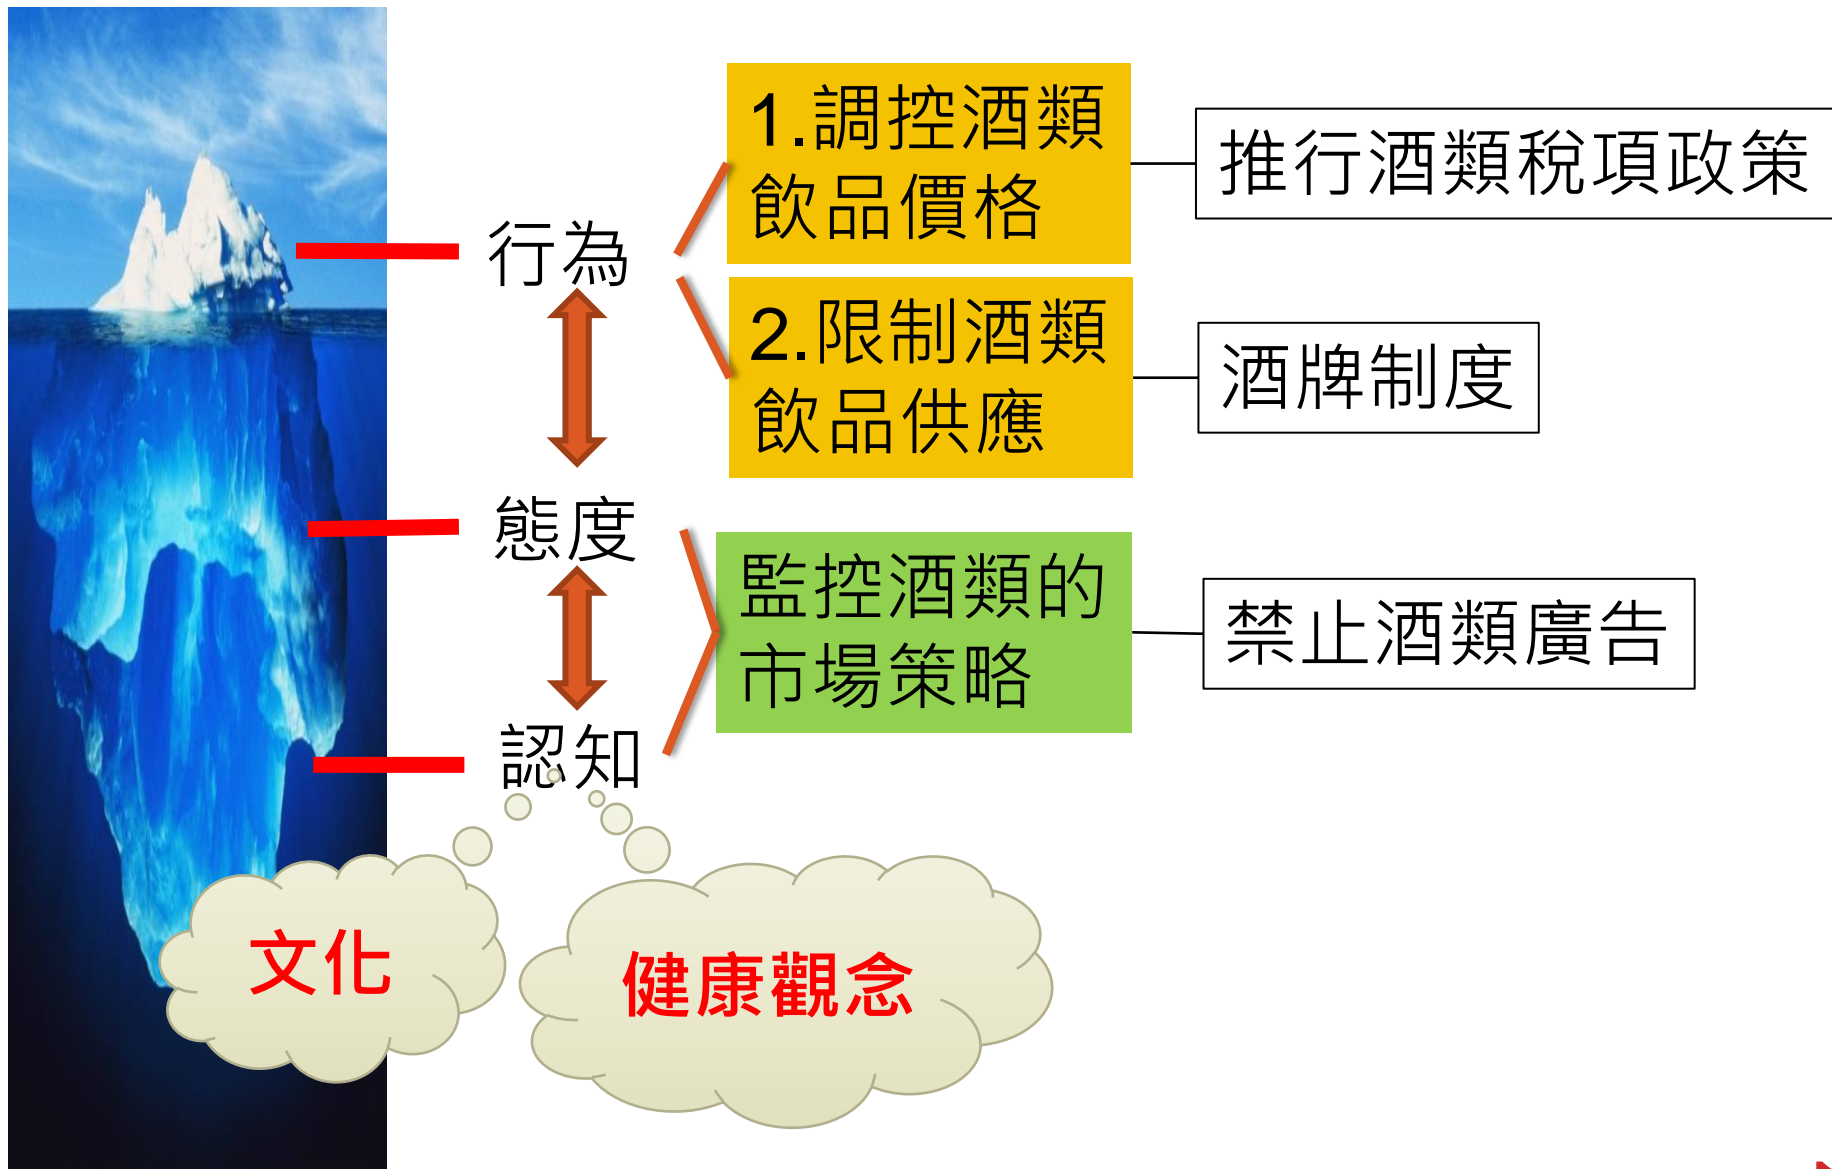 1.調控酒類
飲品價格
推行酒類稅項政策
行為
2.限制酒類
飲品供應
酒牌制度
態度
監控酒類的
市場策略
禁止酒類廣告
認知
文化
健康觀念